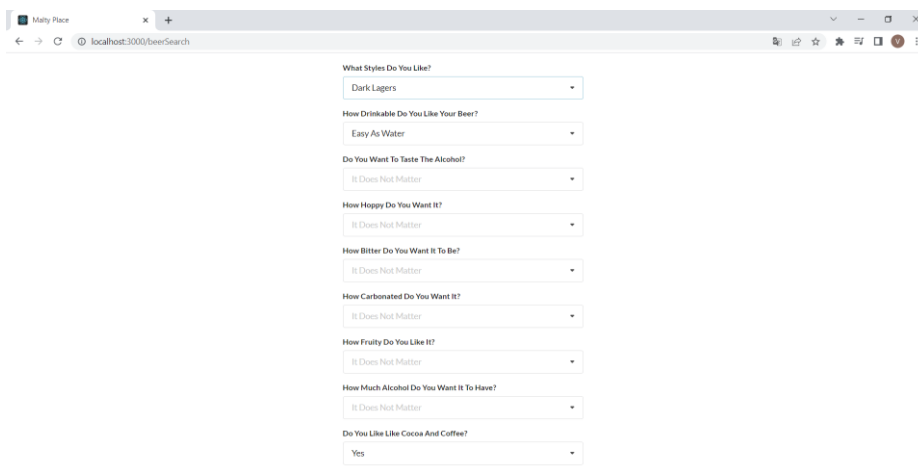 Malty Place
localhost:3000/beerSearch
V
What Styles Do You Like?
Dark Lagers
How Drinkable Do You Like Your Beer?
Easy As Water
Do You Want To Taste The Alcohol?
It Does Not Matter
How Hoppy Do You Want It?
It Does Not Matter
How Bitter Do You Want It To Be?
It Does Not Matter
How Carbonated Do You Want It?
It Does Not Matter
How Fruity Do You Like It?
It Does Not Matter
How Much Alcohol Do You Want It To Have?
It Does Not Matter
Do You Like Like Cocoa And Coffee?
Yes